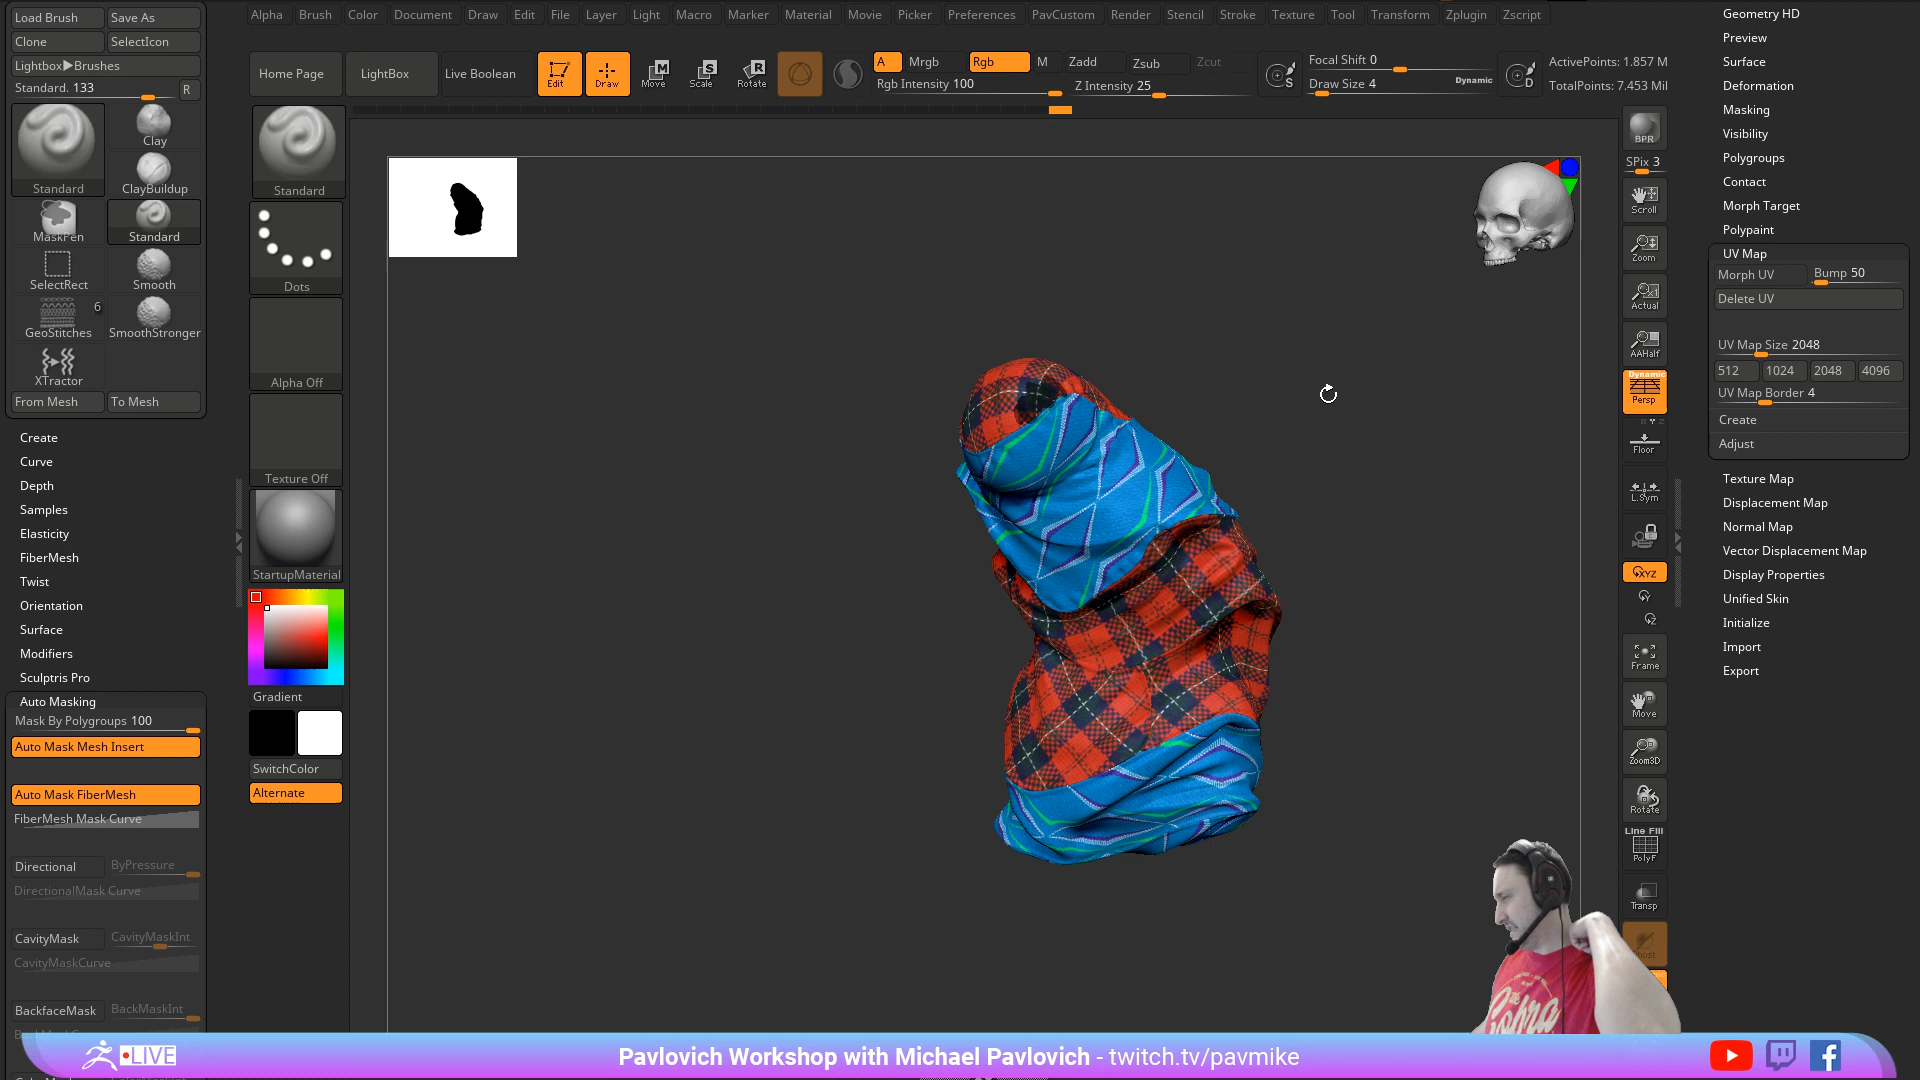 Load Brush Save As
Clone SelectIcon
Lightbox▶Brushes
Standard. 133 R
Standard Clay
ClayBuildup
MaskPen Standard
SelectRect Smooth
GeoStitches 6 SmoothStronger
XTractor
From Mesh To Mesh
Create
Curve
Depth
Samples
Elasticity
FiberMesh
Twist
Orientation
Surface
Modifiers
Sculptris Pro
Auto Masking
Mask By Polygroups 100
Auto Mask Mesh Insert
Auto Mask FiberMesh
FiberMesh Mask Curve
Directional ByPressure
DirectionalMask Curve
CavityMask CavityMaskInt
CavityMaskCurve
BackfaceMask BackMaskInt
Alpha Brush Color Document Draw Edit File Layer Light Macro Marker Material Movie Picker Preferences PavCustom Render Stencil Stroke Texture Tool Transform Zplugin Zscript
Home Page LightBox Live Boolean Edit Draw Move Scale Rotate
A Mrgb Rgb M Zadd Zsub Zcut
Rgb Intensity 100 Z Intensity 25
S Focal Shift 0
Draw Size 4 Dynamic D
ActivePoints: 1.857 M
TotalPoints: 7.453 Mil
Standard
Dots
Alpha Off
Texture Off
StartupMaterial
Gradient
SwitchColor
Alternate
BPR
SPix 3
Scroll
Zoom
Actual
AAHalf
Dynamic
Persp
Floor
L.Sym
XYZ
Y
Z
Frame
Move
Zoom3D
Rotate
Line Fill
PolyF
Transp
Geometry HD
Preview
Surface
Deformation
Masking
Visibility
Polygroups
Contact
Morph Target
Polypaint
UV Map
Morph UV Bump 50
Delete UV
UV Map Size 2048
512 1024 2048 4096
UV Map Border 4
Create
Adjust
Texture Map
Displacement Map
Normal Map
Vector Displacement Map
Display Properties
Unified Skin
Initialize
Import
Export
Cobra
•LIVE
Pavlovich Workshop with Michael Pavlovich - twitch.tv/pavmike